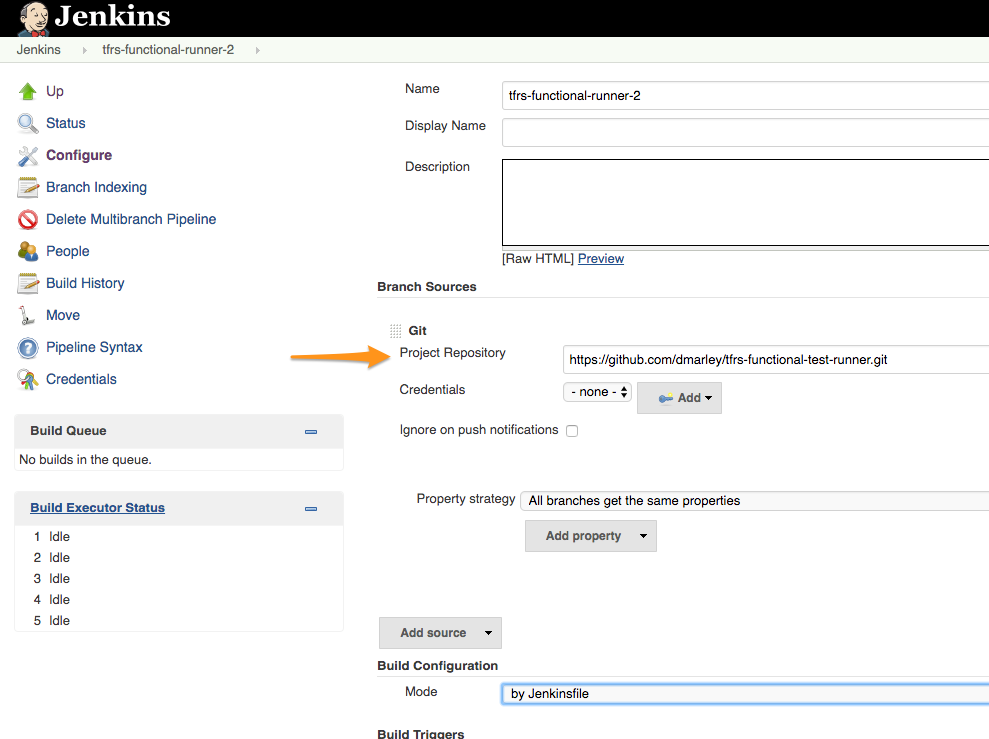 Jenkins
Jenkins tfrs-functional-runner-2
Up
Status
Configure
Branch Indexing
Delete Multibranch Pipeline
People
Build History
Move
Pipeline Syntax
Credentials
Build Queue
No builds in the queue.
Build Executor Status
1 Idle
2 Idle
3 Idle
4 Idle
5 Idle
Name tfrs-functional-runner-2
Display Name
Description
[Raw HTML] Preview
Branch Sources
Git
Project Repository https://github.com/dmarley/tfrs-functional-test-runner.git
Credentials - none - Add
Ignore on push notifications
Property strategy All branches get the same properties
Add property
Add source
Build Configuration
Mode by Jenkinsfile
Build Triggers